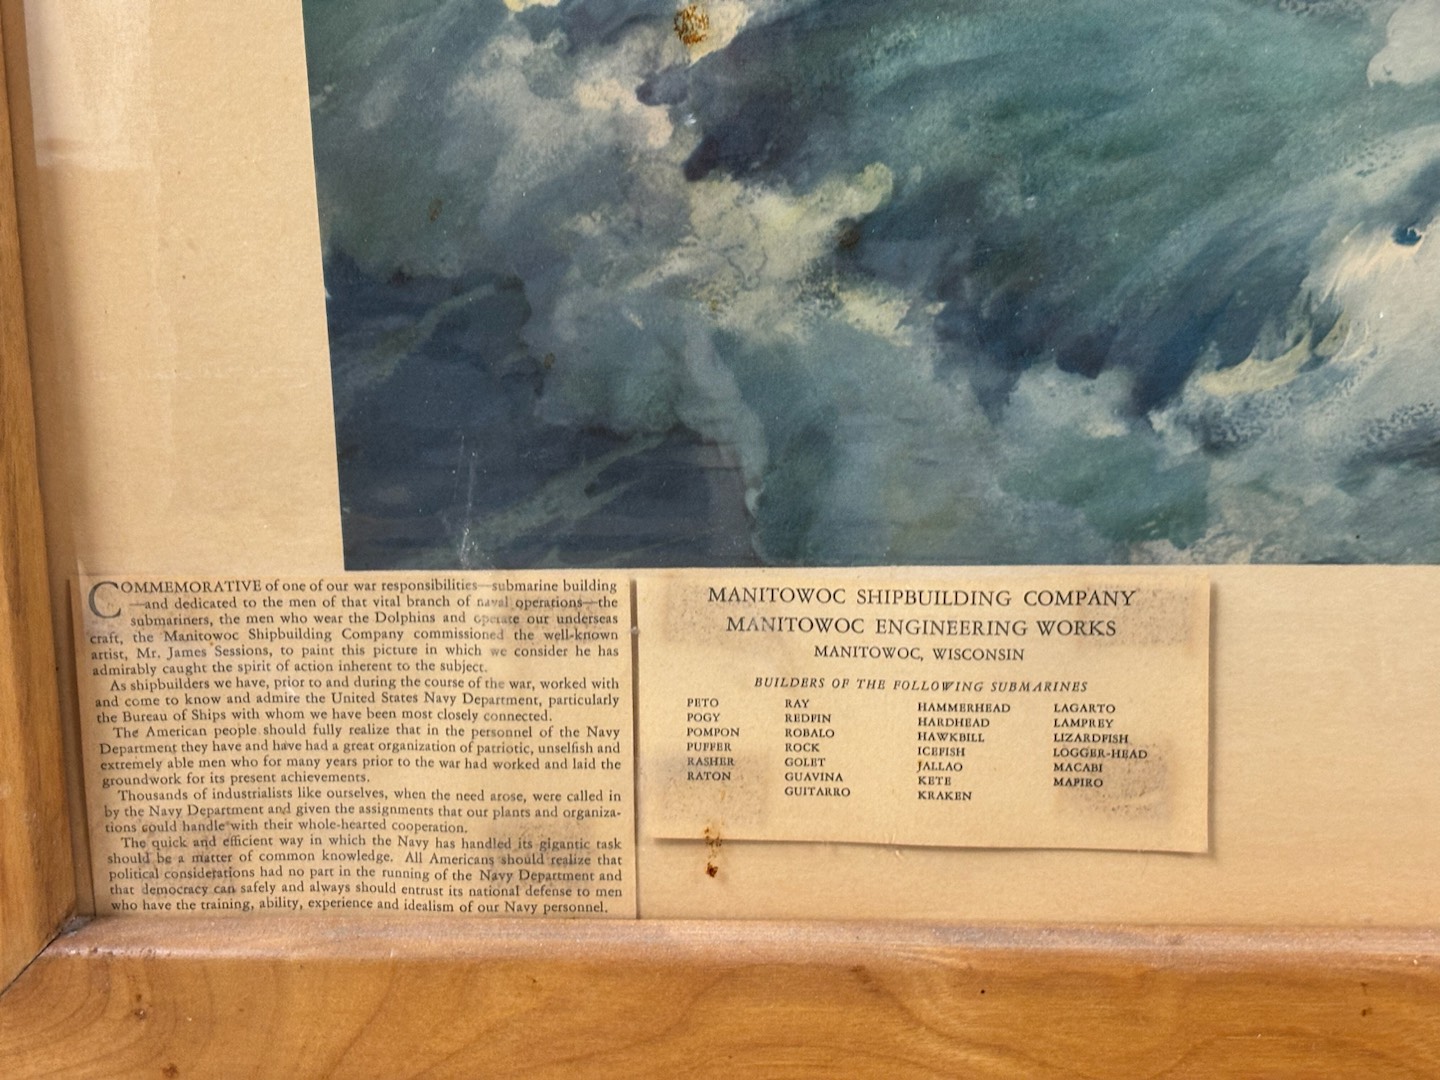 COMMEMORATIVE of one of our war responsibilities—submarine building
—and dedicated to the men of that vital branch of naval operations—the
submariners, the men who wear the Dolphins and operate our underseas
craft, the Manitowoc Shipbuilding Company commissioned the well-known
artist, Mr. James Sessions, to paint this picture in which we consider he has
admirably caught the spirit of action inherent to the subject.
As shipbuilders we have, prior to and during the course of the war, worked with
and come to know and admire the United States Navy Department, particularly
the Bureau of Ships with whom we have been most closely connected.
The American people should fully realize that in the personnel of the Navy
Department they have and have had a great organization of patriotic, unselfish and
extremely able men who for many years prior to the war had worked and laid the
groundwork for its present achievements.
Thousands of industrialists like ourselves, when the need arose, were called in
by the Navy Department and given the assignments that our plants and organiza-
tions could handle with their whole-hearted cooperation.
The quick and efficient way in which the Navy has handled its gigantic task
should be a matter of common knowledge. All Americans should realize that
political considerations had no part in the running of the Navy Department and
that democracy can safely and always should entrust its national defense to men
who have the training, ability, experience and idealism of our Navy personnel.
MANITOWOC SHIPBUILDING COMPANY
MANITOWOC ENGINEERING WORKS
MANITOWOC, WISCONSIN
BUILDERS OF THE FOLLOWING SUBMARINES
PETO
POGY
POMPON
PUFFER
RASHER
RATON
RAY
REDFIN
ROBALO
ROCK
GOLET
GUAVINA
GUITARRO
HAMMERHEAD
HARDHEAD
HAWKBILL
ICEFISH
JALLAO
KETE
KRAKEN
LAGARTO
LAMPREY
LIZARDFISH
LOGGER-HEAD
MACABI
MAPIRO